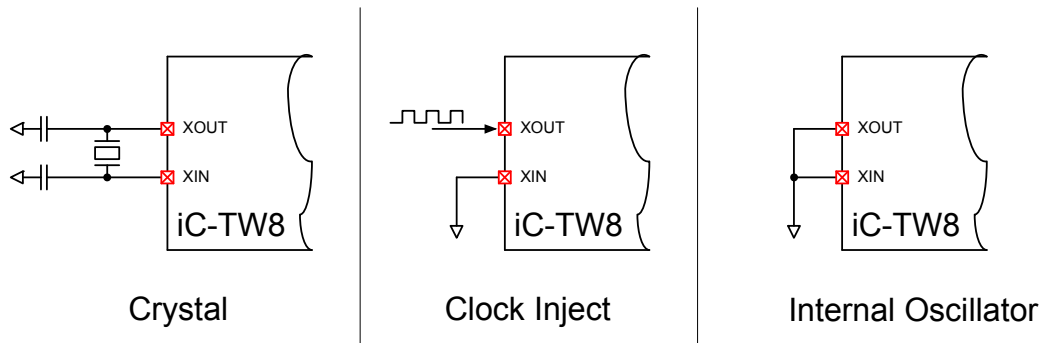 XOUT
XIN
iC-TW8
Crystal
XOUT
XIN
iC-TW8
Clock Inject
XOUT
XIN
iC-TW8
Internal Oscillator